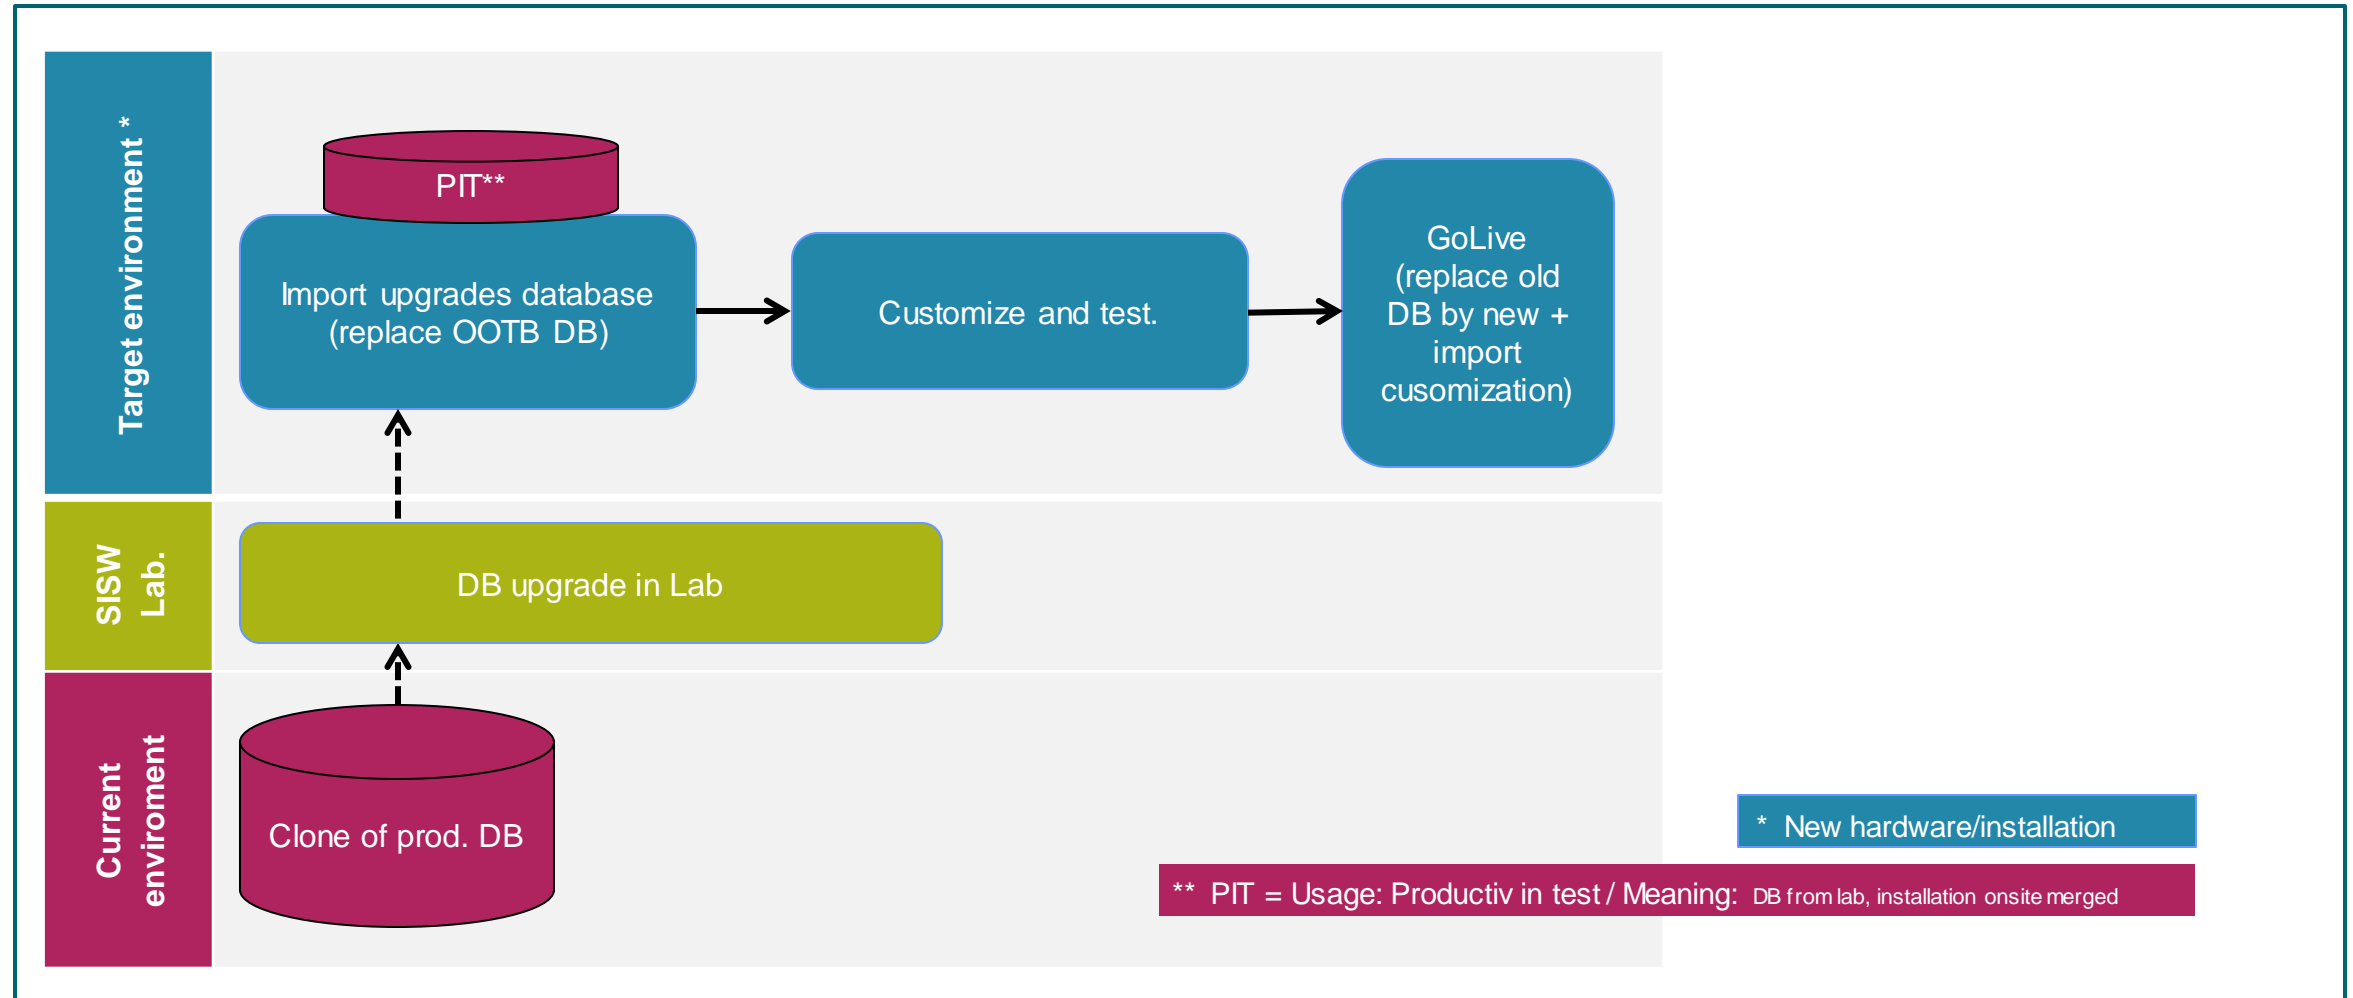 Target environment *
PIT**
Import upgrades database
(replace OOTB DB)
Customize and test.
GoLive
(replace old
DB by new +
import
cusomization)
SISW
Lab.
DB upgrade in Lab
Current
enviroment
Clone of prod. DB
* New hardware/installation
** PIT = Usage: Productiv in test / Meaning: DB from lab, installation onsite merged